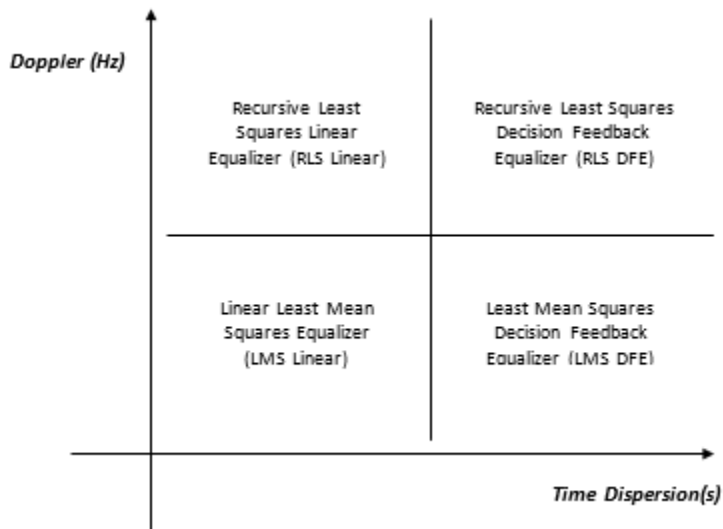 Doppler (Hz)
Recursive Least
Squares Linear
Equalizer (RLS Linear)
Recursive Least Squares
Decision Feedback
Equalizer (RLS DFE)
Linear Least Mean
Squares Equalizer
(LMS Linear)
Least Mean Squares
Decision Feedback
Equalizer (LMS DFE)
Time Dispersion(s)